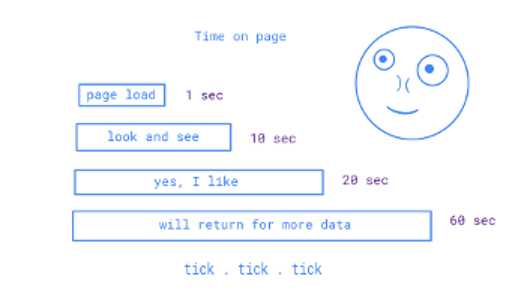 Time on page
page load 1 sec
look and see 10 sec
yes, I like 20 sec
will return for more data 60 sec
tick . tick . tick